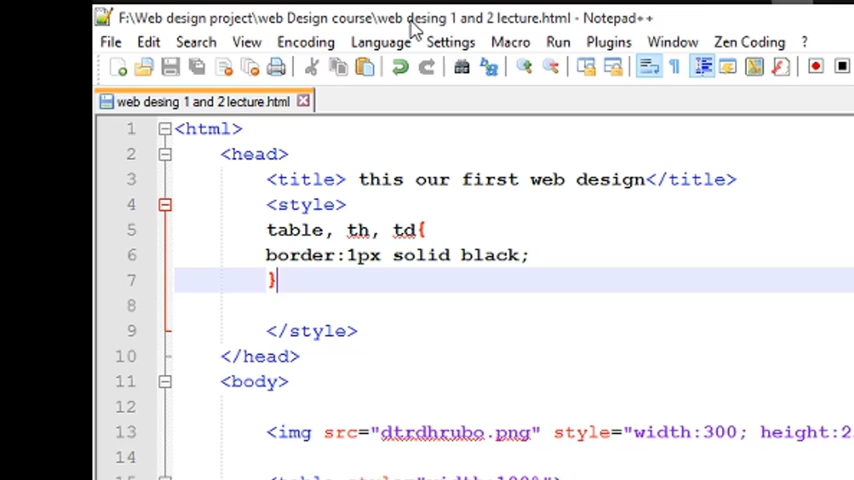 F:\Web design project\web Design course\web desing 1 and 2 lecture.html - Notepad++
File Edit Search View Encoding Language Settings Macro Run Plugins Window Zen Coding ?
web desing 1 and 2 lecture.html
1 <html>
2 <head>
3 <title> this our first web design</title>
4 <style>
5 table, th, td{
6 border:1px solid black;
7 }
8
9 </style>
10 </head>
11 <body>
12
13 <img src="dtrdhrubo.png" style="width:300; height:2
14
<table style="width:100%">